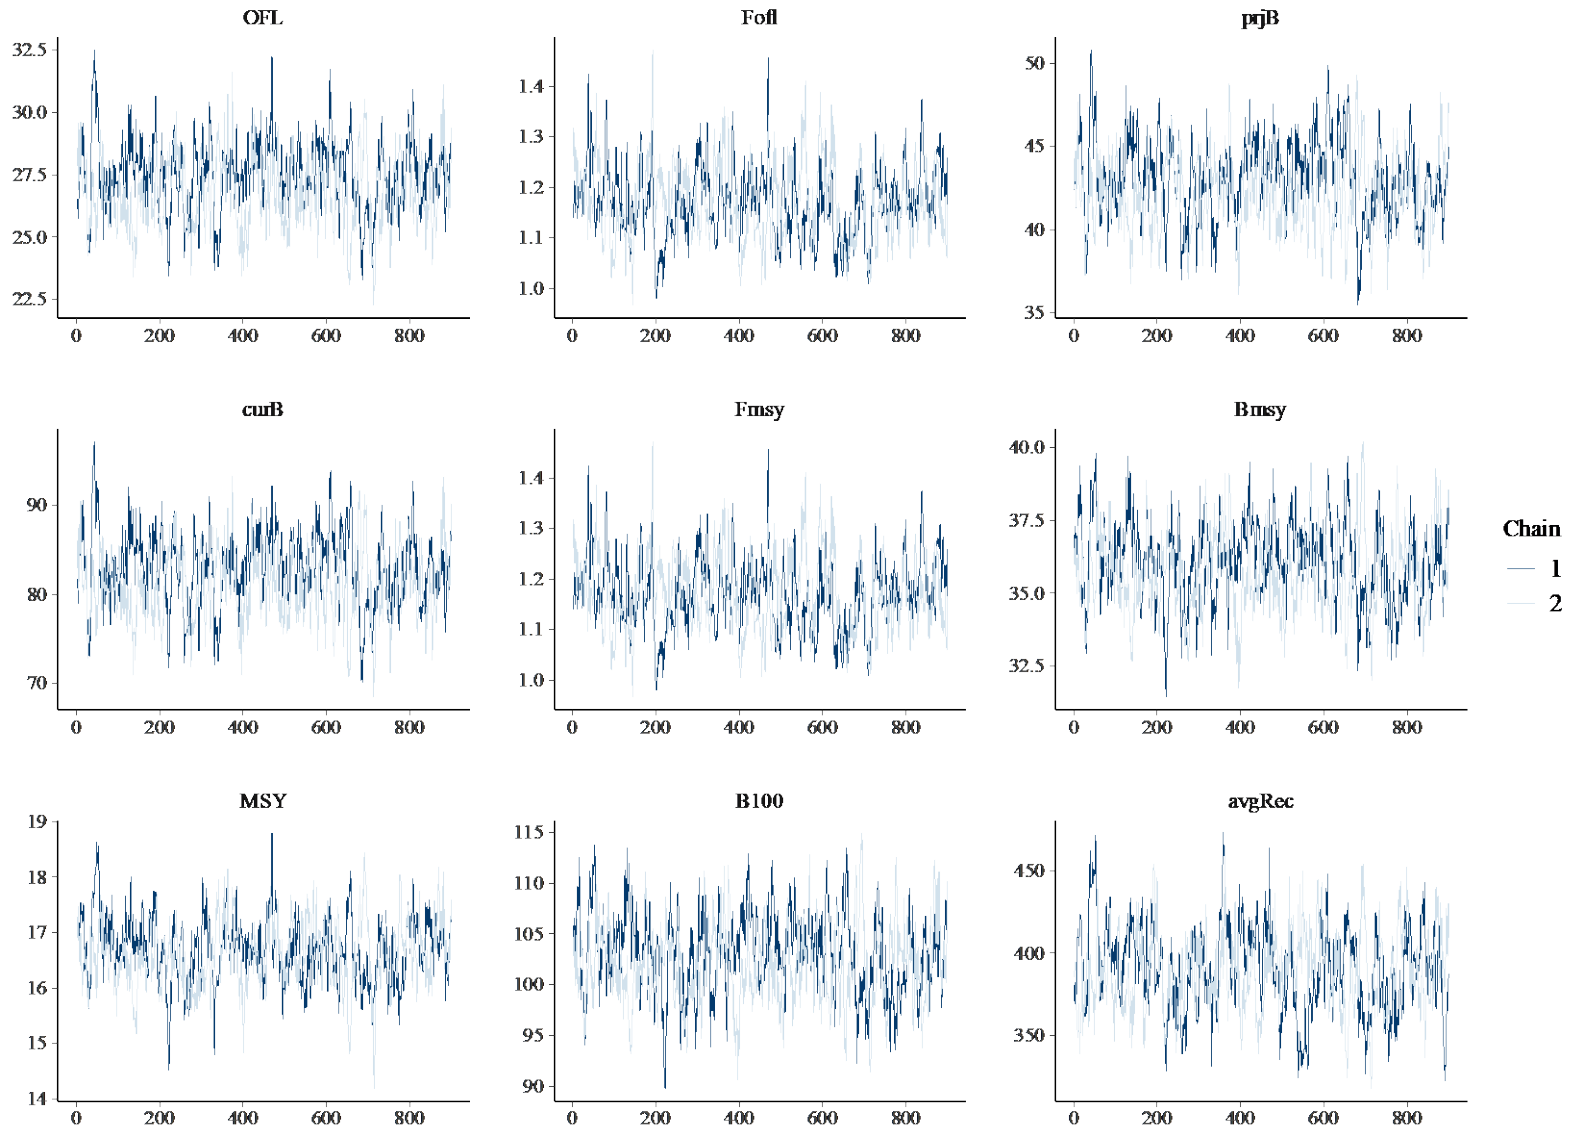 OFL Fofl prjB
32.5 1.4 50
30.0 1.3 45
27.5 1.2 40
25.0 1.1
22.5 1.0 35
0 200 400 600 800 0 200 400 600 800 0 200 400 600 800
curB Fmsy Bmsy
90 1.4 40.0
80 1.3 37.5
70 1.2 35.0
1.1 32.5
1.0
0 200 400 600 800 0 200 400 600 800 0 200 400 600 800
Chain
1
2
MSY B100 avgRec
19 115 450
18 110 400
17 105 350
16 100
15 95
14 90
0 200 400 600 800 0 200 400 600 800 0 200 400 600 800